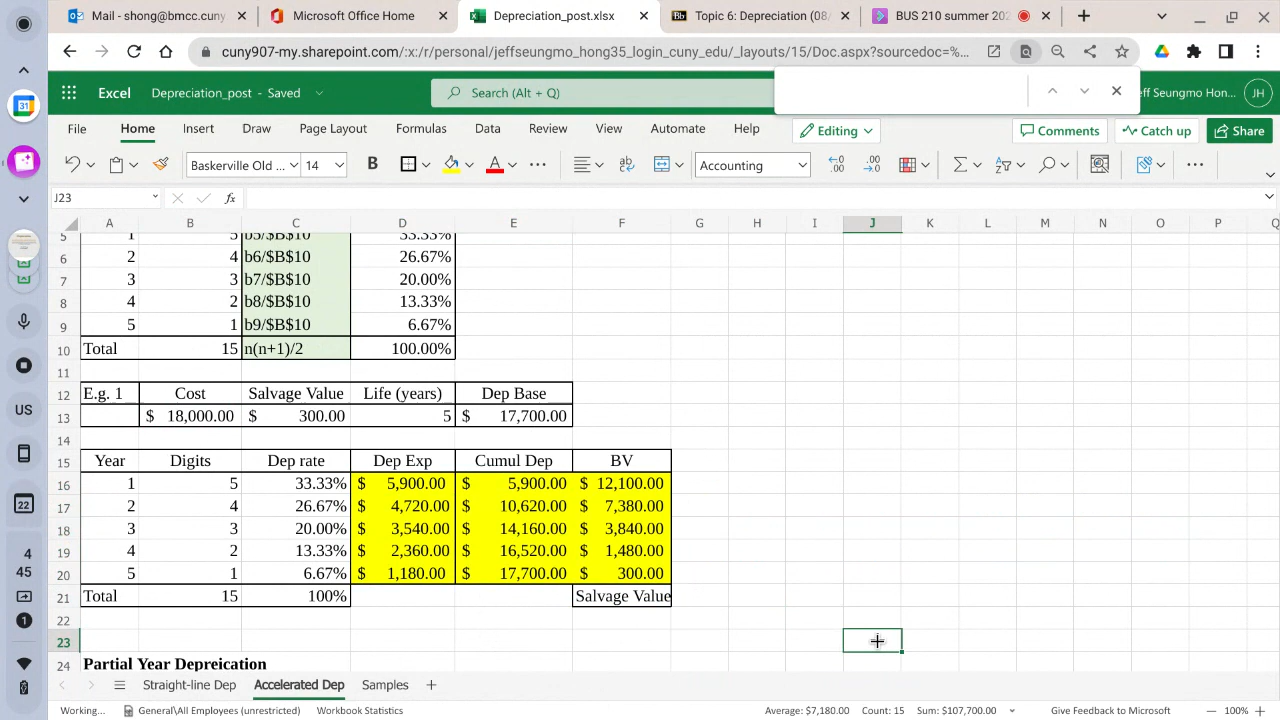 Mail - shong@bmcc.cuny
Microsoft Office Home
Depreciation_post.xlsx
Bb Topic 6: Depreciation (08/
BUS 210 summer 202
cuny907-my.sharepoint.com/:x:/r/personal/jeffseungmo_hong35_login_cuny_edu/_layouts/15/Doc.aspx?sourcedoc=%...
31
Excel Depreciation_post - Saved Search (Alt + Q) eff Seungmo Hon... JH
File Home Insert Draw Page Layout Formulas Data Review View Automate Help Editing Comments Catch up Share
Baskerville Old ... 14 B A Accounting
J23 fx
A B C D E F G H I J K L M N O P Q
5 1 5 b5/$B$10 33.33%
6 2 4 b6/$B$10 26.67%
7 3 3 b7/$B$10 20.00%
8 4 2 b8/$B$10 13.33%
9 5 1 b9/$B$10 6.67%
10 Total 15 n(n+1)/2 100.00%
11
12 E.g. 1 Cost Salvage Value Life (years) Dep Base
13 $ 18,000.00 $ 300.00 5 $ 17,700.00
14
15 Year Digits Dep rate Dep Exp Cumul Dep BV
16 1 5 33.33% $ 5,900.00 $ 5,900.00 $ 12,100.00
17 2 4 26.67% $ 4,720.00 $ 10,620.00 $ 7,380.00
18 3 3 20.00% $ 3,540.00 $ 14,160.00 $ 3,840.00
19 4 2 13.33% $ 2,360.00 $ 16,520.00 $ 1,480.00
20 5 1 6.67% $ 1,180.00 $ 17,700.00 $ 300.00
21 Total 15 100% Salvage Value
22
23
24 Partial Year Depreication
Straight-line Dep Accelerated Dep Samples
Working... General\All Employees (unrestricted) Workbook Statistics Average: $7,180.00 Count: 15 Sum: $107,700.00 Give Feedback to Microsoft 100%
US
22
4
45
1